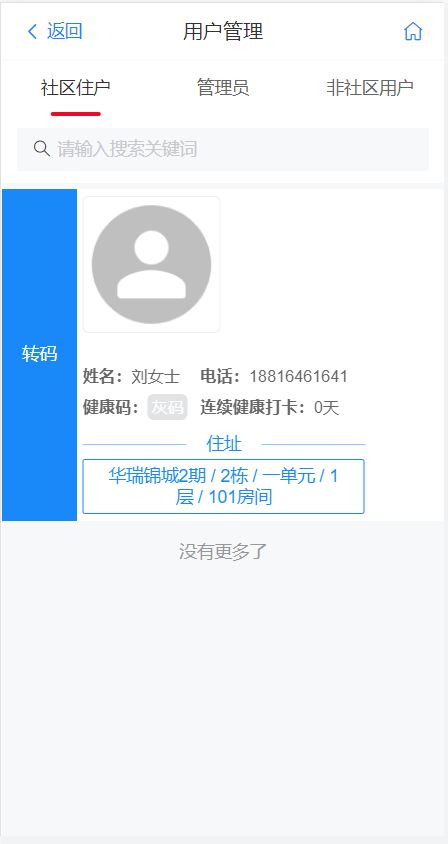 返回 用户管理
社区住户 管理员 非社区用户
请输入搜索关键词
转码
姓名：刘女士 电话：18816461641
健康码：灰码 连续健康打卡：0天
住址
华瑞锦城2期 / 2栋 / 一单元 / 1
层 / 101房间
没有更多了